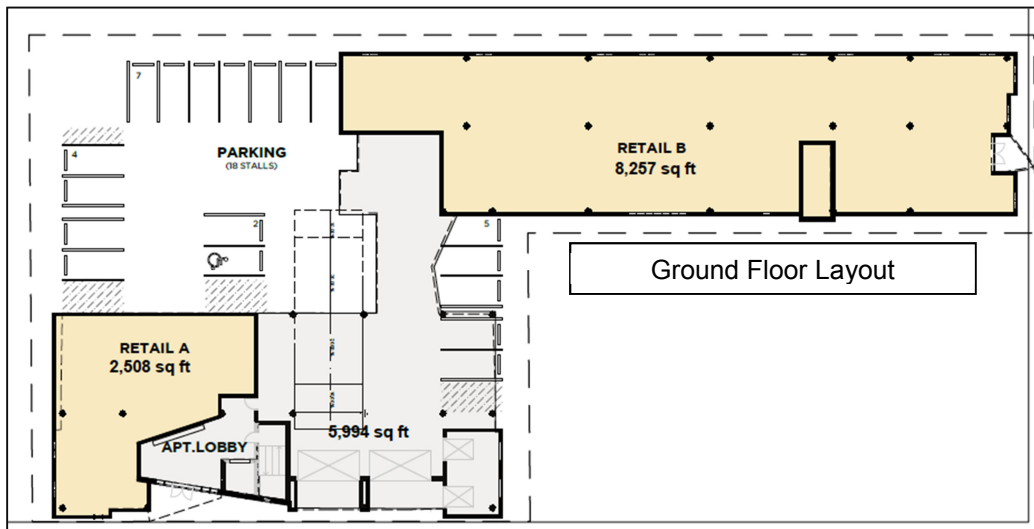 7
4
PARKING
(18 STALLS)
RETAIL B
8,257 sq ft
2
5
Ground Floor Layout
RETAIL A
2,508 sq ft
5,994 sq ft
APT.LOBBY